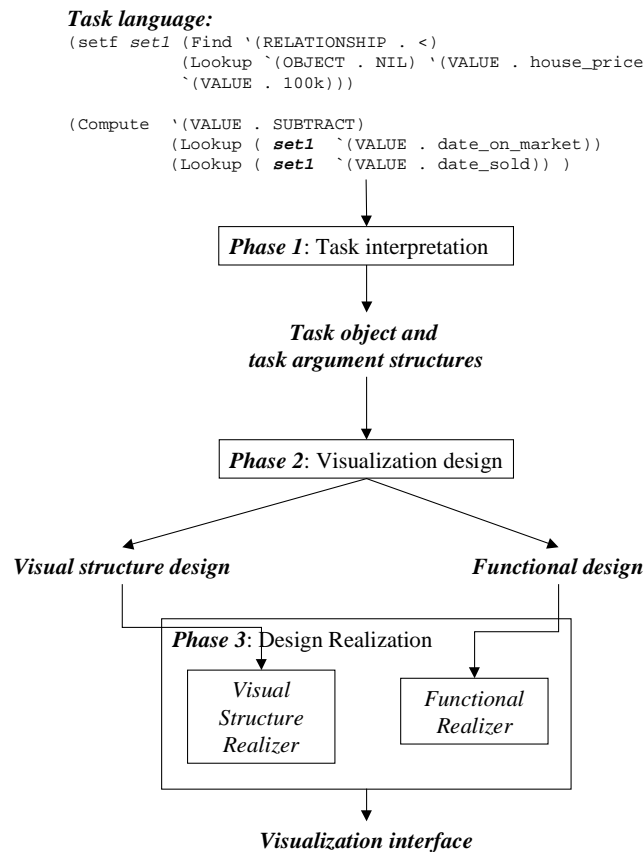 Task language:
(setf set1 (Find ‘(RELATIONSHIP . <)
(Lookup `(OBJECT . NIL) ‘(VALUE . house_price
`(VALUE . 100k)))
(Compute ‘(VALUE . SUBTRACT)
(Lookup ( set1 `(VALUE . date_on_market))
(Lookup ( set1 `(VALUE . date_sold)) )
Phase 1: Task interpretation
Task object and
task argument structures
Phase 2: Visualization design
Visual structure design
Functional design
Phase 3: Design Realization
Visual
Structure
Realizer
Functional
Realizer
Visualization interface